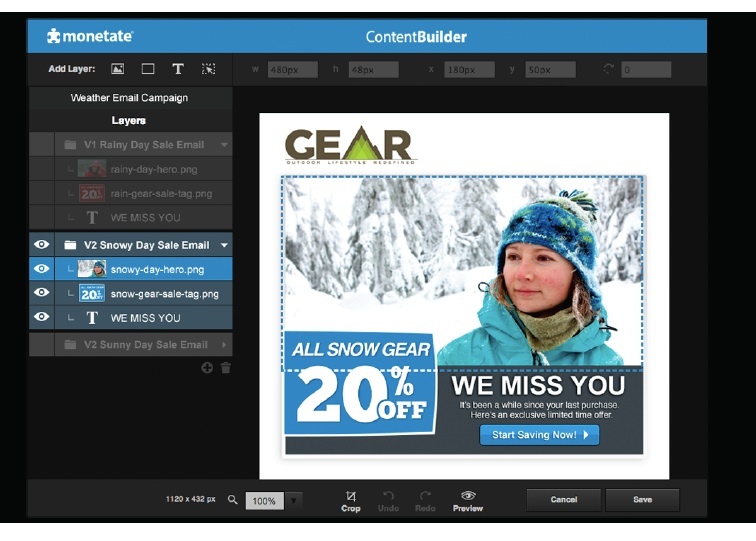 monetate®
ContentBuilder
Add Layer: T w 480px h 48px x 180px y 50px 0
Weather Email Campaign
Layers
V1 Rainy Day Sale Email
rainy-day-hero.png
20% rain-gear-sale-tag.png
T WE MISS YOU
V2 Snowy Day Sale Email
snowy-day-hero.png
20% snow-gear-sale-tag.png
T WE MISS YOU
V2 Sunny Day Sale Email
GEAR
OUTDOOR LIFESTYLE REDEFINED
ALL SNOW GEAR
20% OFF
WE MISS YOU
It's been a while since your last purchase.
Here's an exclusive limited time offer.
Start Saving Now!
1120 x 432 px 100% Crop Undo Redo Preview Cancel Save